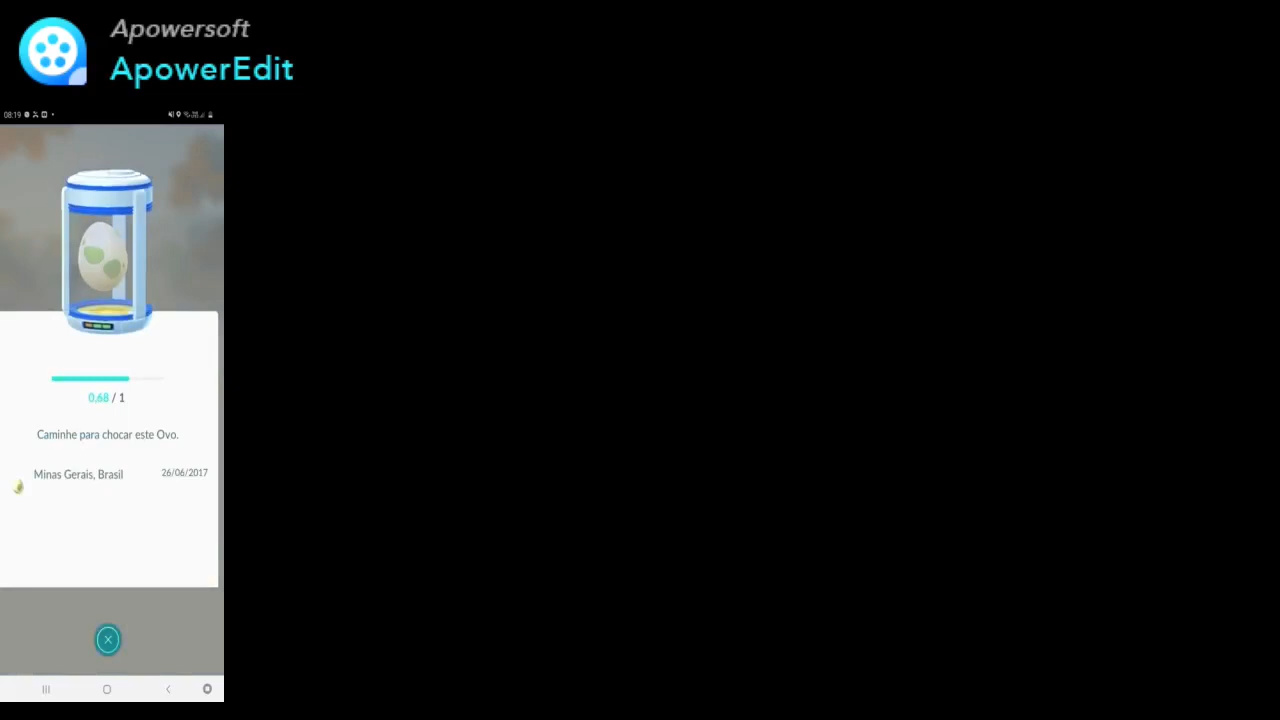 Apowersoft
ApowerEdit
08:19
0,68 / 1
Caminhe para chocar este Ovo.
Minas Gerais, Brasil 26/06/2017